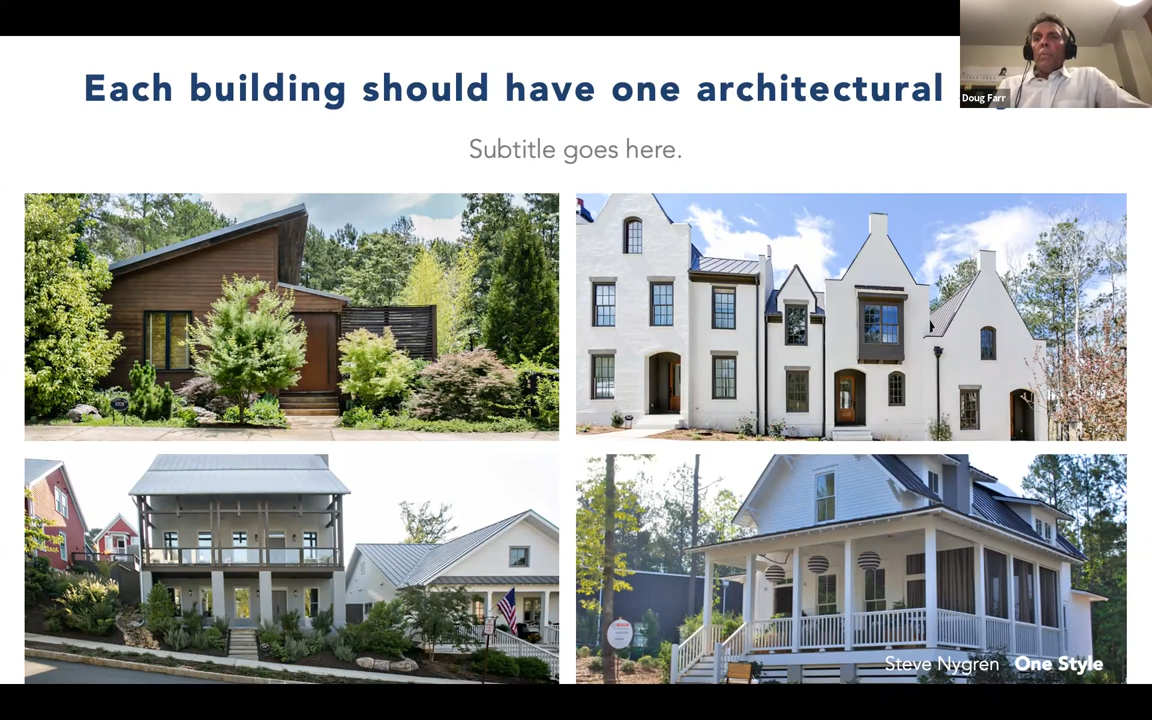 Each building should have one architectural
Doug Farr
Subtitle goes here.
Steve Nygren One Style